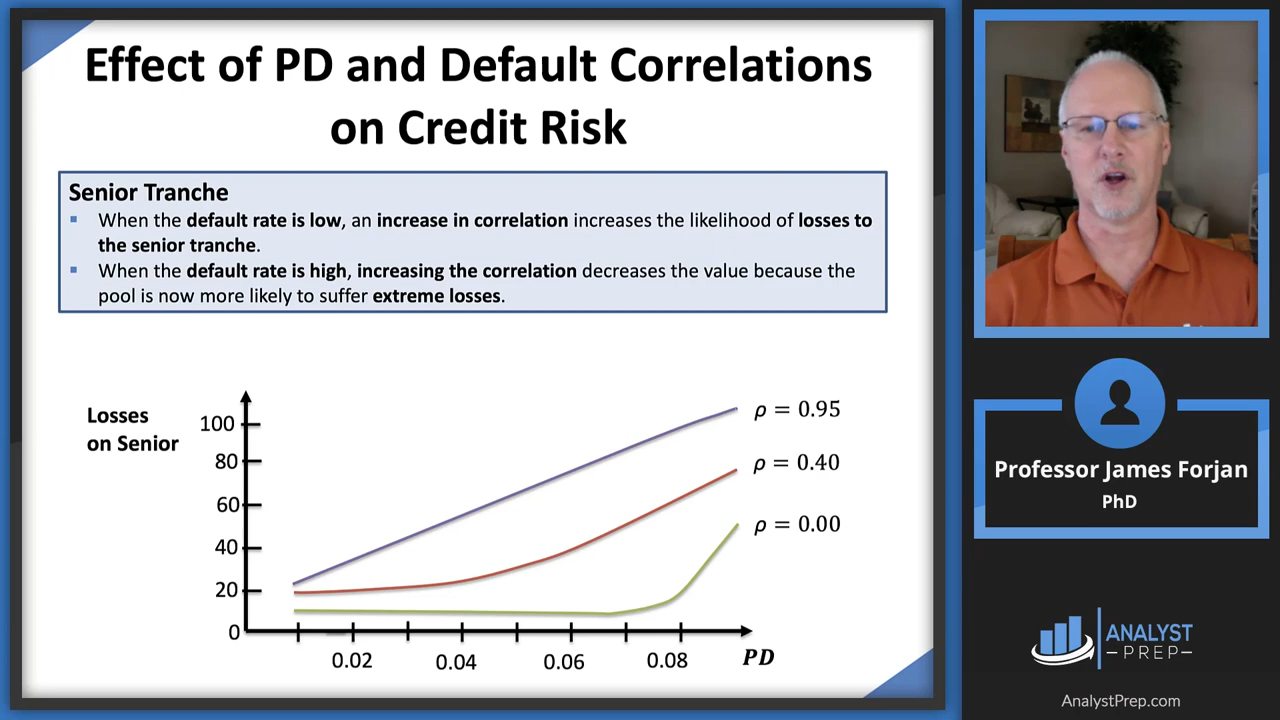 Effect of PD and Default Correlations
on Credit Risk
Senior Tranche
▪ When the default rate is low, an increase in correlation increases the likelihood of losses to
the senior tranche.
▪ When the default rate is high, increasing the correlation decreases the value because the
pool is now more likely to suffer extreme losses.
Losses
on Senior
100
80
60
40
20
0
0.02
0.04
0.06
0.08
PD
ρ = 0.95
ρ = 0.40
ρ = 0.00
Professor James Forjan
PhD
ANALYST
–PREP–
AnalystPrep.com